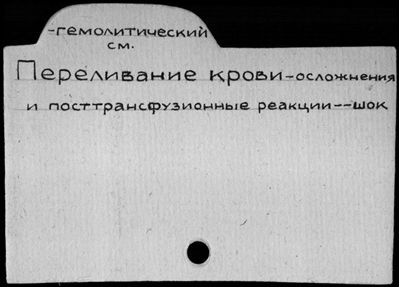 -гемолитический
см.
Переливание крови-осложнения
и посттрансфузионные реакции--шок